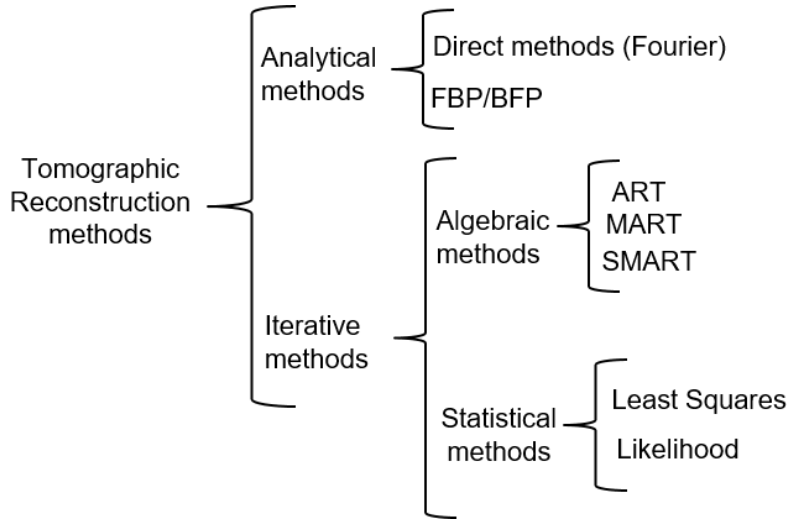 Tomographic
Reconstruction
methods
Analytical
methods
Direct methods (Fourier)
FBP/BFP
Iterative
methods
Algebraic
methods
ART
MART
SMART
Statistical
methods
Least Squares
Likelihood